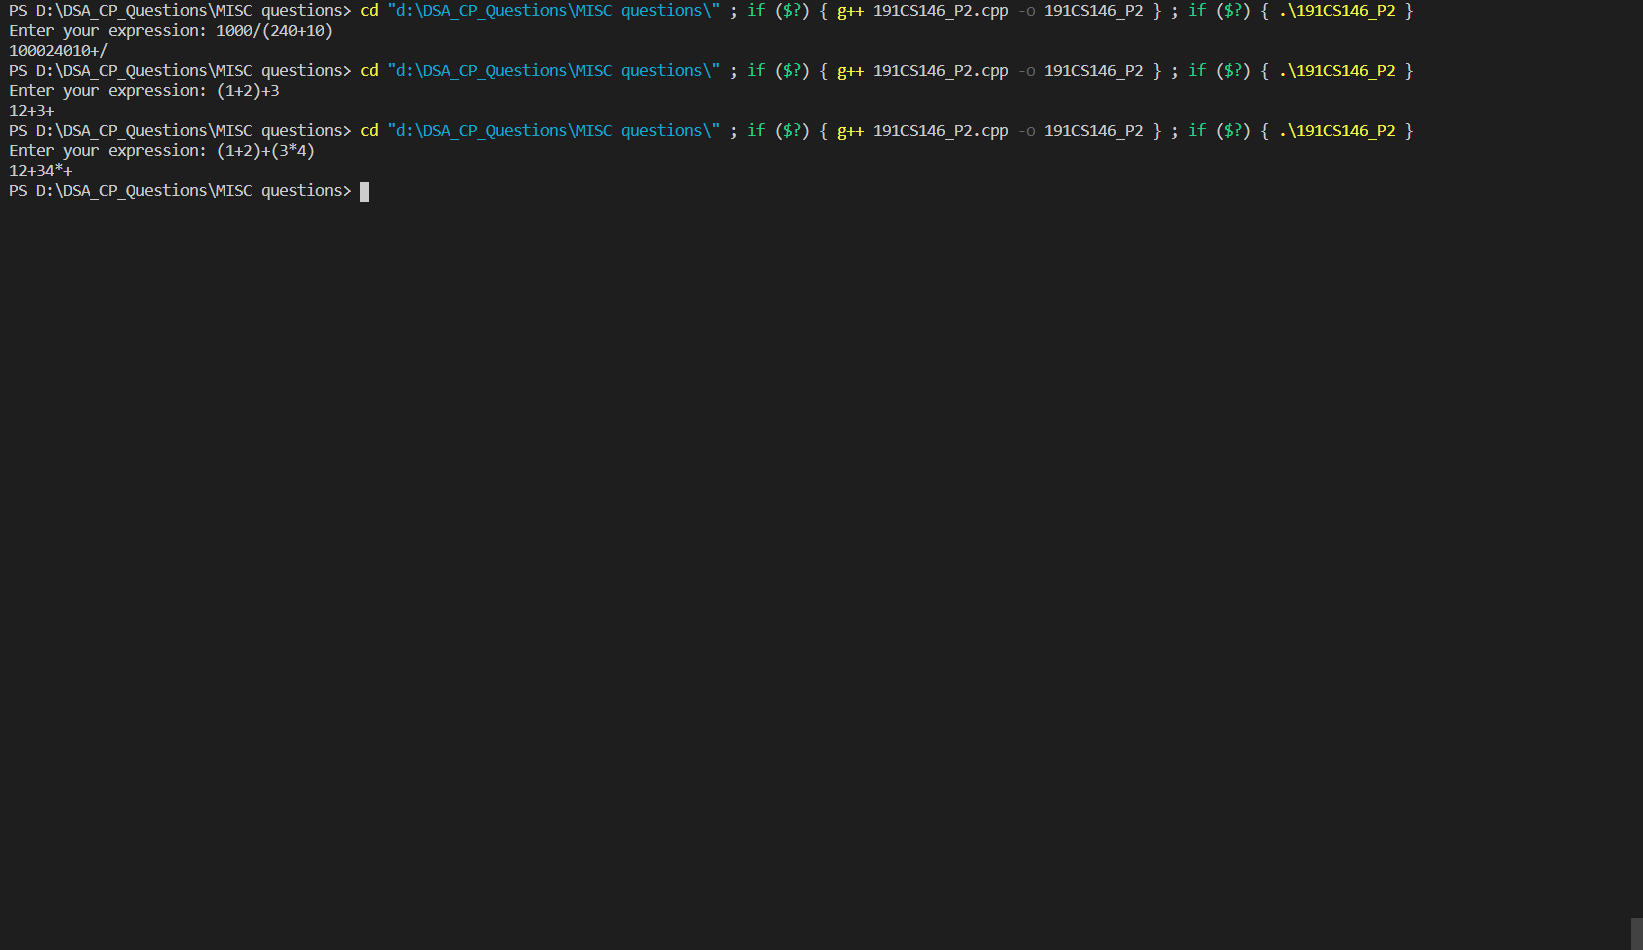 PS D:\DSA_CP_Questions\MISC questions> cd "d:\DSA_CP_Questions\MISC questions\" ; if ($?) { g++ 191CS146_P2.cpp -o 191CS146_P2 } ; if ($?) { .\191CS146_P2 }
Enter your expression: 1000/(240+10)
100024010+/
PS D:\DSA_CP_Questions\MISC questions> cd "d:\DSA_CP_Questions\MISC questions\" ; if ($?) { g++ 191CS146_P2.cpp -o 191CS146_P2 } ; if ($?) { .\191CS146_P2 }
Enter your expression: (1+2)+3
12+3+
PS D:\DSA_CP_Questions\MISC questions> cd "d:\DSA_CP_Questions\MISC questions\" ; if ($?) { g++ 191CS146_P2.cpp -o 191CS146_P2 } ; if ($?) { .\191CS146_P2 }
Enter your expression: (1+2)+(3*4)
12+34*+
PS D:\DSA_CP_Questions\MISC questions>